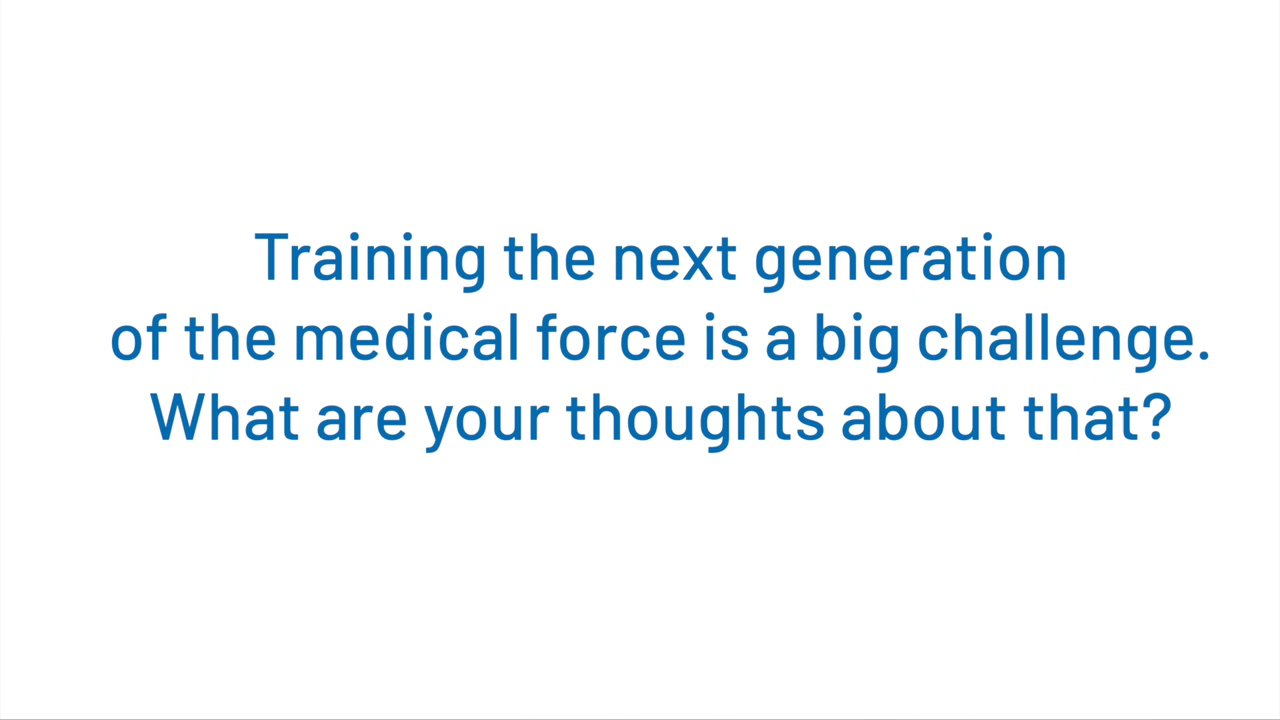 Training the next generation
of the medical force is a big challenge.
What are your thoughts about that?